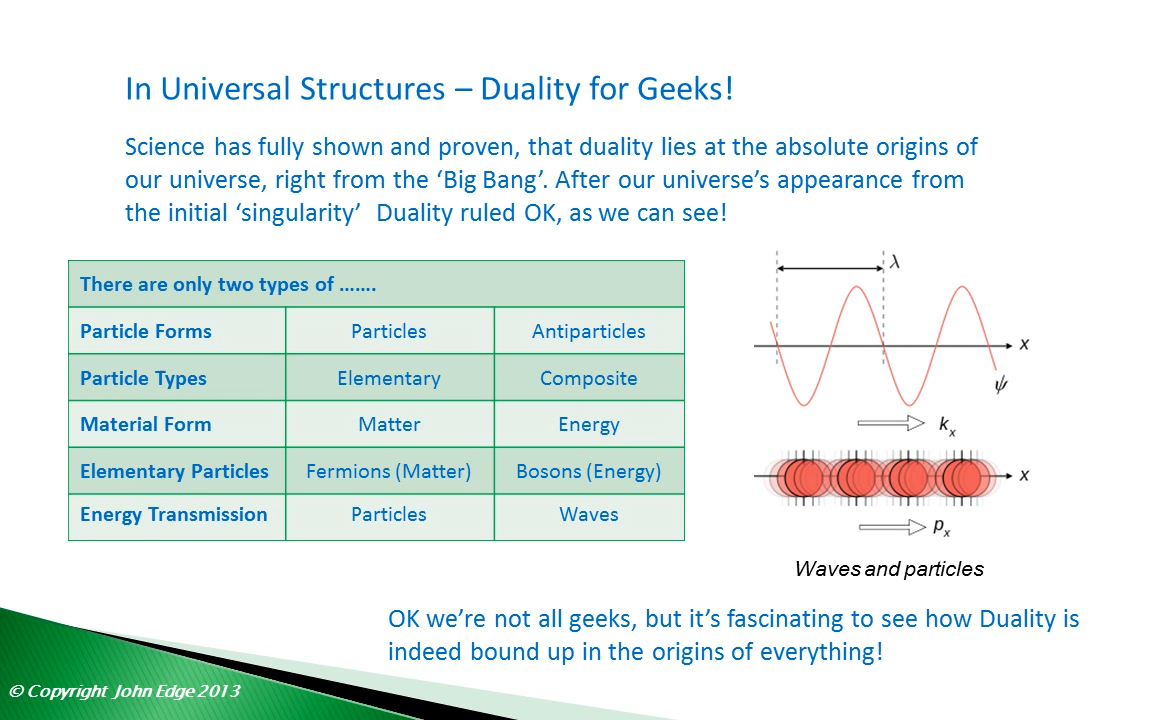 In Universal Structures – Duality for Geeks!
Science has fully shown and proven, that duality lies at the absolute origins of
our universe, right from the ‘Big Bang’. After our universe’s appearance from
the initial ‘singularity’  Duality ruled OK, as we can see!
There are only two types of …….
Particle Forms Particles Antiparticles
Particle Types Elementary Composite
Material Form Matter Energy
Elementary Particles Fermions (Matter) Bosons (Energy)
Energy Transmission Particles Waves
λ
x
ψ
kx
x
px
Waves and particles
OK we’re not all geeks, but it’s fascinating to see how Duality is
indeed bound up in the origins of everything!
© Copyright John Edge 2013